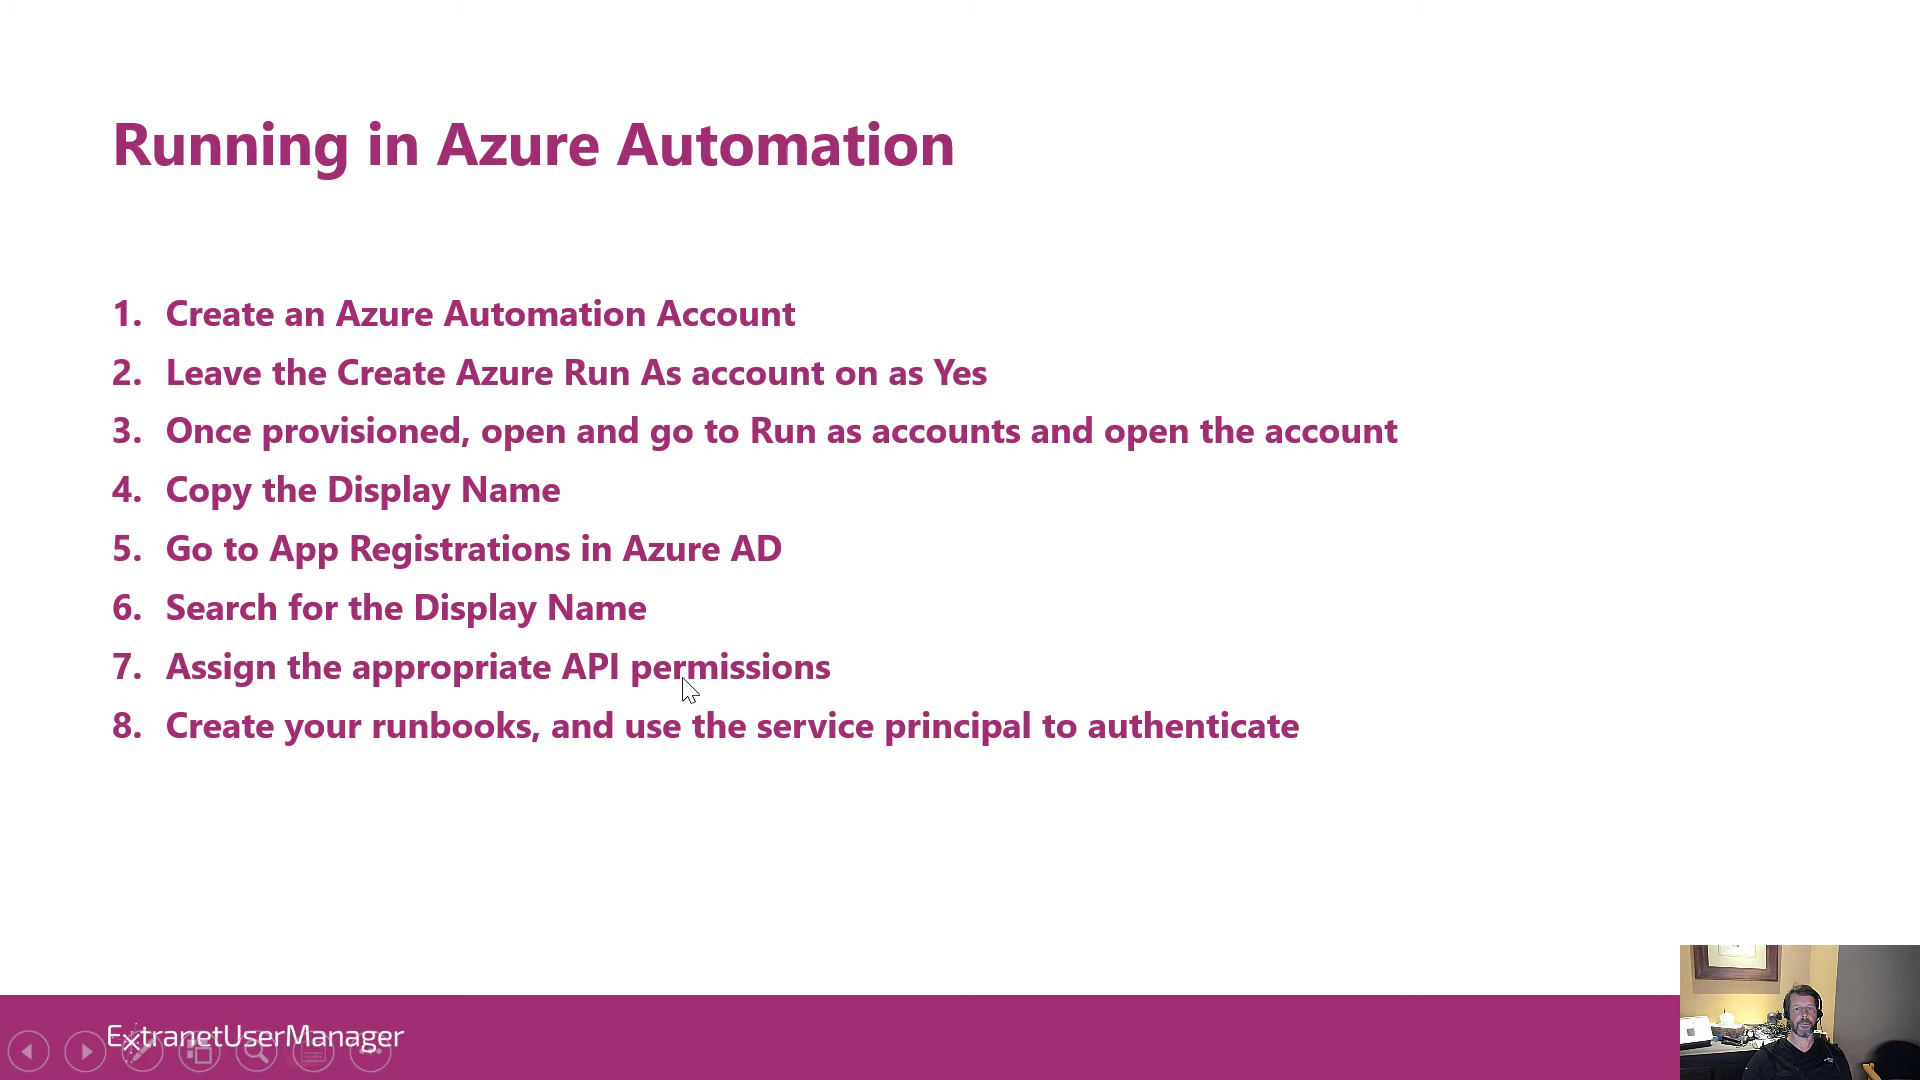 Running in Azure Automation
1. Create an Azure Automation Account
2. Leave the Create Azure Run As account on as Yes
3. Once provisioned, open and go to Run as accounts and open the account
4. Copy the Display Name
5. Go to App Registrations in Azure AD
6. Search for the Display Name
7. Assign the appropriate API permissions
8. Create your runbooks, and use the service principal to authenticate
ExtranetUserManager